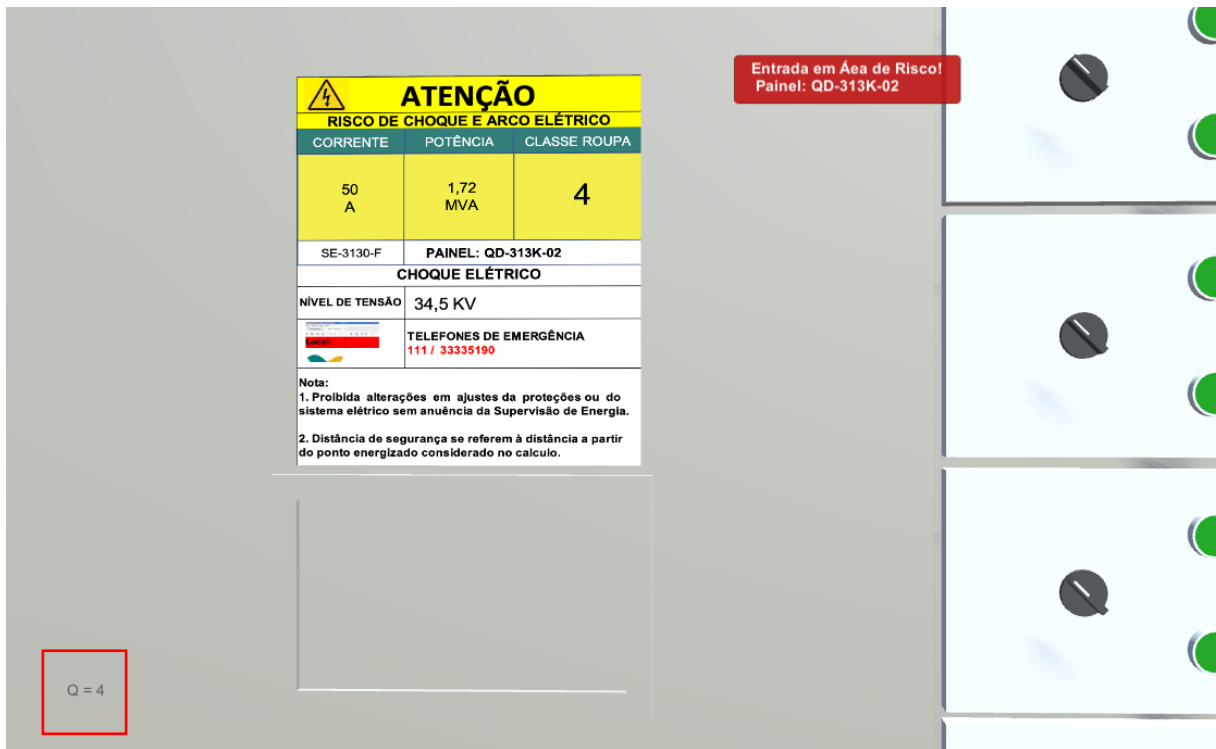 Entrada em Áea de Risco!
Painel: QD-313K-02
ATENÇÃO
RISCO DE CHOQUE E ARCO ELÉTRICO
CORRENTE POTÊNCIA CLASSE ROUPA
50
A
1,72
MVA
4
SE-3130-F PAINEL: QD-313K-02
CHOQUE ELÉTRICO
NÍVEL DE TENSÃO 34,5 KV
Local:
TELEFONES DE EMERGÊNCIA
111 / 33335190
Nota:
1. Proibida alterações em ajustes da proteções ou do
sistema elétrico sem anuência da Supervisão de Energia.
2. Distância de segurança se referem à distância a partir
do ponto energizado considerado no calculo.
Q = 4